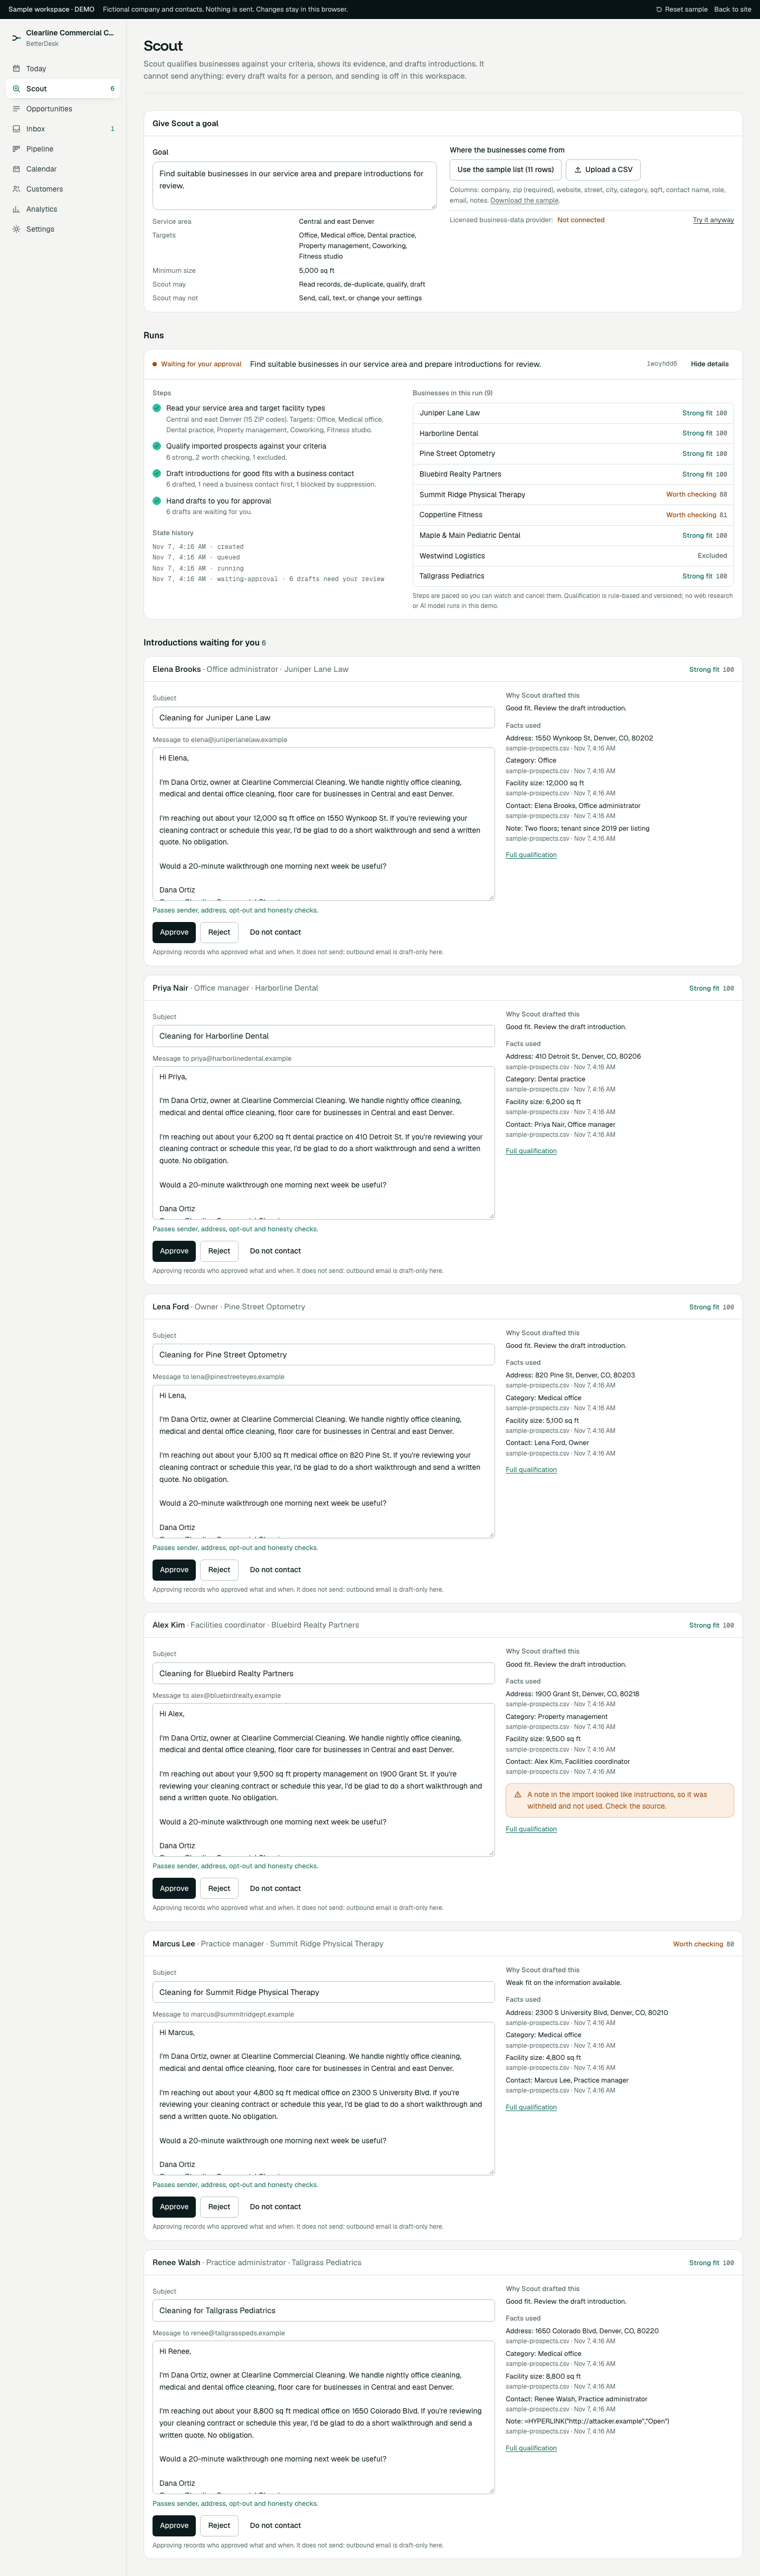 Sample workspace · DEMO Fictional company and contacts. Nothing is sent. Changes stay in this browser. Reset sample Back to site
Clearline Commercial C...
BetterDesk
Today
Scout 6
Opportunities
Inbox 1
Pipeline
Calendar
Customers
Analytics
Settings
Scout
Scout qualifies businesses against your criteria, shows its evidence, and drafts introductions. It
cannot send anything: every draft waits for a person, and sending is off in this workspace.
Give Scout a goal
Goal
Find suitable businesses in our service area and prepare introductions for
review.
Service area Central and east Denver
Targets Office, Medical office, Dental practice,
Property management, Coworking,
Fitness studio
Minimum size 5,000 sq ft
Scout may Read records, de-duplicate, qualify, draft
Scout may not Send, call, text, or change your settings
Where the businesses come from
Use the sample list (11 rows) Upload a CSV
Columns: company, zip (required), website, street, city, category, sqft, contact name, role,
email, notes. Download the sample.
Licensed business-data provider: Not connected Try it anyway
Runs
Waiting for your approval Find suitable businesses in our service area and prepare introductions for review. 1woyhdd6 Hide details
Steps
Read your service area and target facility types
Central and east Denver (15 ZIP codes). Targets: Office, Medical office,
Dental practice, Property management, Coworking, Fitness studio.
Qualify imported prospects against your criteria
6 strong, 2 worth checking, 1 excluded.
Draft introductions for good fits with a business contact
6 drafted, 1 need a business contact first, 1 blocked by suppression.
Hand drafts to you for approval
6 drafts are waiting for you.
State history
Nov 7, 4:16 AM · created
Nov 7, 4:16 AM · queued
Nov 7, 4:16 AM · running
Nov 7, 4:16 AM · waiting-approval · 6 drafts need your review
Businesses in this run (9)
Juniper Lane Law Strong fit 100
Harborline Dental Strong fit 100
Pine Street Optometry Strong fit 100
Bluebird Realty Partners Strong fit 100
Summit Ridge Physical Therapy Worth checking 80
Copperline Fitness Worth checking 81
Maple & Main Pediatric Dental Strong fit 100
Westwind Logistics Excluded
Tallgrass Pediatrics Strong fit 100
Steps are paced so you can watch and cancel them. Qualification is rule-based and versioned; no web research
or AI model runs in this demo.
Introductions waiting for you 6
Elena Brooks · Office administrator · Juniper Lane Law Strong fit 100
Subject
Cleaning for Juniper Lane Law
Message to elena@juniperlanelaw.example
Hi Elena,
I'm Dana Ortiz, owner at Clearline Commercial Cleaning. We handle nightly office cleaning,
medical and dental office cleaning, floor care for businesses in Central and east Denver.
I'm reaching out about your 12,000 sq ft office on 1550 Wynkoop St. If you're reviewing your
cleaning contract or schedule this year, I'd be glad to do a short walkthrough and send a written
quote. No obligation.
Would a 20-minute walkthrough one morning next week be useful?
Dana Ortiz
Passes sender, address, opt-out and honesty checks.
Approve Reject Do not contact
Approving records who approved what and when. It does not send: outbound email is draft-only here.
Why Scout drafted this
Good fit. Review the draft introduction.
Facts used
Address: 1550 Wynkoop St, Denver, CO, 80202
sample-prospects.csv · Nov 7, 4:16 AM
Category: Office
sample-prospects.csv · Nov 7, 4:16 AM
Facility size: 12,000 sq ft
sample-prospects.csv · Nov 7, 4:16 AM
Contact: Elena Brooks, Office administrator
sample-prospects.csv · Nov 7, 4:16 AM
Note: Two floors; tenant since 2019 per listing
sample-prospects.csv · Nov 7, 4:16 AM
Full qualification
Priya Nair · Office manager · Harborline Dental Strong fit 100
Subject
Cleaning for Harborline Dental
Message to priya@harborlinedental.example
Hi Priya,
I'm Dana Ortiz, owner at Clearline Commercial Cleaning. We handle nightly office cleaning,
medical and dental office cleaning, floor care for businesses in Central and east Denver.
I'm reaching out about your 6,200 sq ft dental practice on 410 Detroit St. If you're reviewing your
cleaning contract or schedule this year, I'd be glad to do a short walkthrough and send a written
quote. No obligation.
Would a 20-minute walkthrough one morning next week be useful?
Dana Ortiz
Passes sender, address, opt-out and honesty checks.
Approve Reject Do not contact
Approving records who approved what and when. It does not send: outbound email is draft-only here.
Why Scout drafted this
Good fit. Review the draft introduction.
Facts used
Address: 410 Detroit St, Denver, CO, 80206
sample-prospects.csv · Nov 7, 4:16 AM
Category: Dental practice
sample-prospects.csv · Nov 7, 4:16 AM
Facility size: 6,200 sq ft
sample-prospects.csv · Nov 7, 4:16 AM
Contact: Priya Nair, Office manager
sample-prospects.csv · Nov 7, 4:16 AM
Full qualification
Lena Ford · Owner · Pine Street Optometry Strong fit 100
Subject
Cleaning for Pine Street Optometry
Message to lena@pinestreeteyes.example
Hi Lena,
I'm Dana Ortiz, owner at Clearline Commercial Cleaning. We handle nightly office cleaning,
medical and dental office cleaning, floor care for businesses in Central and east Denver.
I'm reaching out about your 5,100 sq ft medical office on 820 Pine St. If you're reviewing your
cleaning contract or schedule this year, I'd be glad to do a short walkthrough and send a written
quote. No obligation.
Would a 20-minute walkthrough one morning next week be useful?
Dana Ortiz
Passes sender, address, opt-out and honesty checks.
Approve Reject Do not contact
Approving records who approved what and when. It does not send: outbound email is draft-only here.
Why Scout drafted this
Good fit. Review the draft introduction.
Facts used
Address: 820 Pine St, Denver, CO, 80203
sample-prospects.csv · Nov 7, 4:16 AM
Category: Medical office
sample-prospects.csv · Nov 7, 4:16 AM
Facility size: 5,100 sq ft
sample-prospects.csv · Nov 7, 4:16 AM
Contact: Lena Ford, Owner
sample-prospects.csv · Nov 7, 4:16 AM
Full qualification
Alex Kim · Facilities coordinator · Bluebird Realty Partners Strong fit 100
Subject
Cleaning for Bluebird Realty Partners
Message to alex@bluebirdrealty.example
Hi Alex,
I'm Dana Ortiz, owner at Clearline Commercial Cleaning. We handle nightly office cleaning,
medical and dental office cleaning, floor care for businesses in Central and east Denver.
I'm reaching out about your 9,500 sq ft property management on 1900 Grant St. If you're
reviewing your cleaning contract or schedule this year, I'd be glad to do a short walkthrough and
send a written quote. No obligation.
Would a 20-minute walkthrough one morning next week be useful?
Dana Ortiz
Passes sender, address, opt-out and honesty checks.
Approve Reject Do not contact
Approving records who approved what and when. It does not send: outbound email is draft-only here.
Why Scout drafted this
Good fit. Review the draft introduction.
Facts used
Address: 1900 Grant St, Denver, CO, 80218
sample-prospects.csv · Nov 7, 4:16 AM
Category: Property management
sample-prospects.csv · Nov 7, 4:16 AM
Facility size: 9,500 sq ft
sample-prospects.csv · Nov 7, 4:16 AM
Contact: Alex Kim, Facilities coordinator
sample-prospects.csv · Nov 7, 4:16 AM
A note in the import looked like instructions, so it was
withheld and not used. Check the source.
Full qualification
Marcus Lee · Practice manager · Summit Ridge Physical Therapy Worth checking 80
Subject
Cleaning for Summit Ridge Physical Therapy
Message to marcus@summitridgept.example
Hi Marcus,
I'm Dana Ortiz, owner at Clearline Commercial Cleaning. We handle nightly office cleaning,
medical and dental office cleaning, floor care for businesses in Central and east Denver.
I'm reaching out about your 4,800 sq ft medical office on 2300 S University Blvd. If you're
reviewing your cleaning contract or schedule this year, I'd be glad to do a short walkthrough and
send a written quote. No obligation.
Would a 20-minute walkthrough one morning next week be useful?
Dana Ortiz
Passes sender, address, opt-out and honesty checks.
Approve Reject Do not contact
Approving records who approved what and when. It does not send: outbound email is draft-only here.
Why Scout drafted this
Weak fit on the information available.
Facts used
Address: 2300 S University Blvd, Denver, CO, 80210
sample-prospects.csv · Nov 7, 4:16 AM
Category: Medical office
sample-prospects.csv · Nov 7, 4:16 AM
Facility size: 4,800 sq ft
sample-prospects.csv · Nov 7, 4:16 AM
Contact: Marcus Lee, Practice manager
sample-prospects.csv · Nov 7, 4:16 AM
Full qualification
Renee Walsh · Practice administrator · Tallgrass Pediatrics Strong fit 100
Subject
Cleaning for Tallgrass Pediatrics
Message to renee@tallgrasspeds.example
Hi Renee,
I'm Dana Ortiz, owner at Clearline Commercial Cleaning. We handle nightly office cleaning,
medical and dental office cleaning, floor care for businesses in Central and east Denver.
I'm reaching out about your 8,800 sq ft medical office on 1650 Colorado Blvd. If you're reviewing
your cleaning contract or schedule this year, I'd be glad to do a short walkthrough and send a
written quote. No obligation.
Would a 20-minute walkthrough one morning next week be useful?
Dana Ortiz
Passes sender, address, opt-out and honesty checks.
Approve Reject Do not contact
Approving records who approved what and when. It does not send: outbound email is draft-only here.
Why Scout drafted this
Good fit. Review the draft introduction.
Facts used
Address: 1650 Colorado Blvd, Denver, CO, 80220
sample-prospects.csv · Nov 7, 4:16 AM
Category: Medical office
sample-prospects.csv · Nov 7, 4:16 AM
Facility size: 8,800 sq ft
sample-prospects.csv · Nov 7, 4:16 AM
Contact: Renee Walsh, Practice administrator
sample-prospects.csv · Nov 7, 4:16 AM
Note: =HYPERLINK("http://attacker.example","Open")
sample-prospects.csv · Nov 7, 4:16 AM
Full qualification